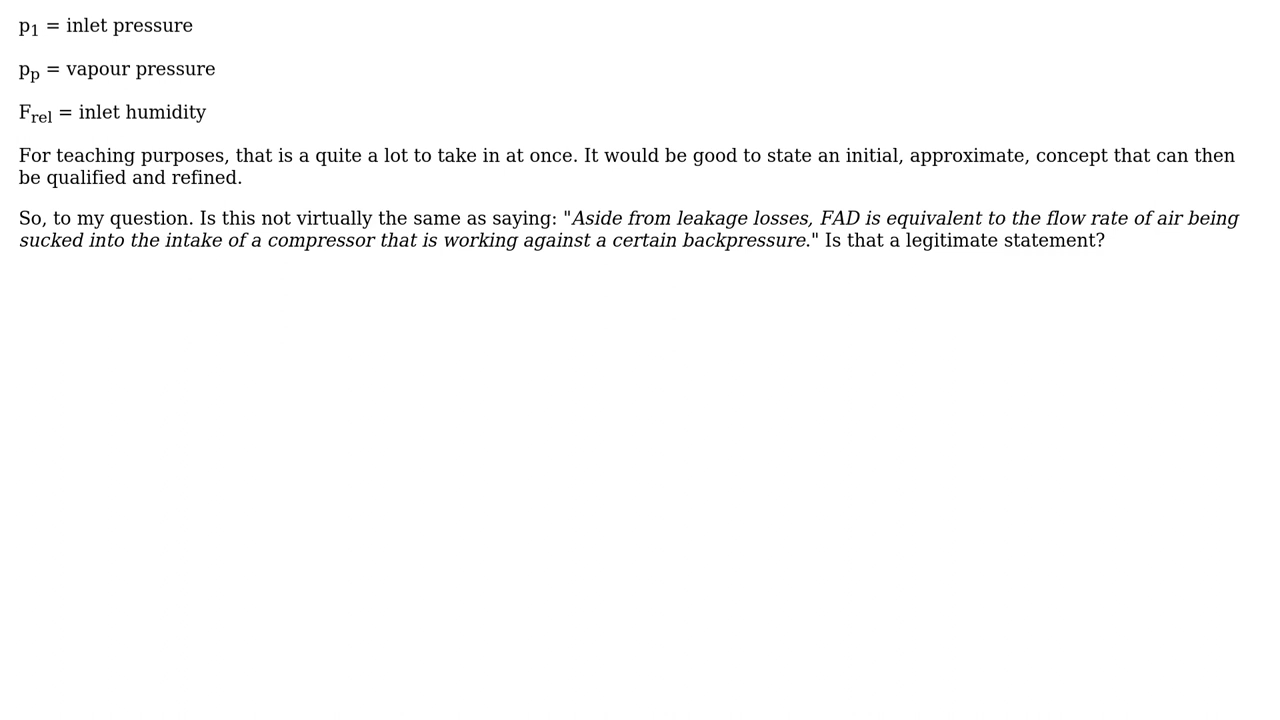 p1 = inlet pressure
pp = vapour pressure
Frel = inlet humidity
For teaching purposes, that is a quite a lot to take in at once. It would be good to state an initial, approximate, concept that can then
be qualified and refined.
So, to my question. Is this not virtually the same as saying: "Aside from leakage losses, FAD is equivalent to the flow rate of air being
sucked into the intake of a compressor that is working against a certain backpressure." Is that a legitimate statement?